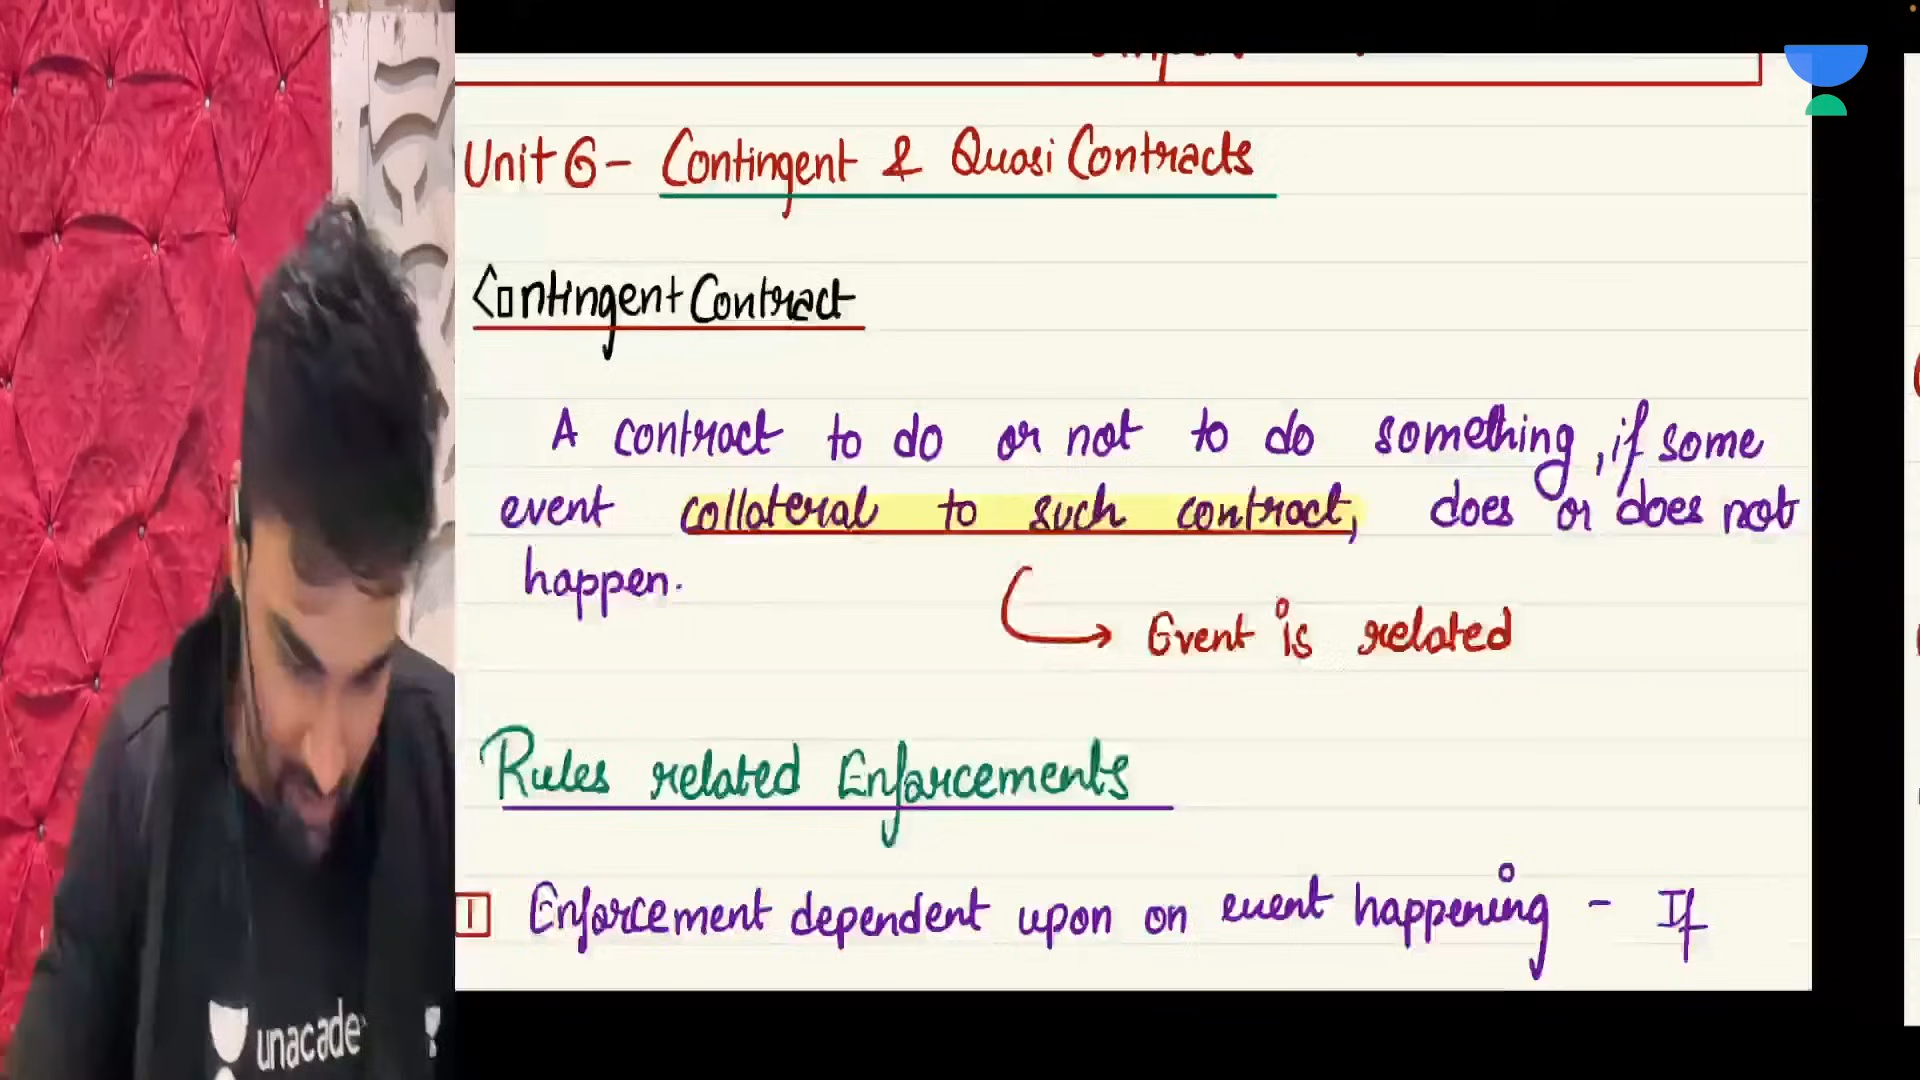 Unit 6 - Contingent & Quasi Contracts
Contingent Contract
A contract to do or not to do something, if some
event collateral to such contract, does or does not
happen.
Event is related
Rules related Enforcements
1 Enforcement dependent upon on event happening - If
unacade